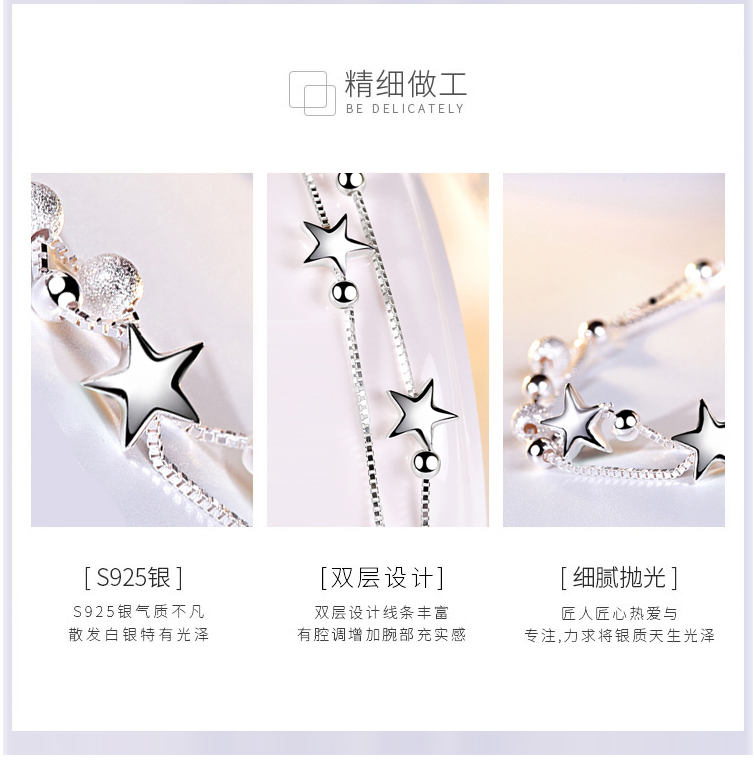 精细做工
BE DELICATELY
[ S925银 ]
S925银气质不凡
散发白银特有光泽
[双层设计]
双层设计线条丰富
有腔调增加腕部充实感
[ 细腻抛光 ]
匠人匠心热爱与
专注,力求将银质天生光泽